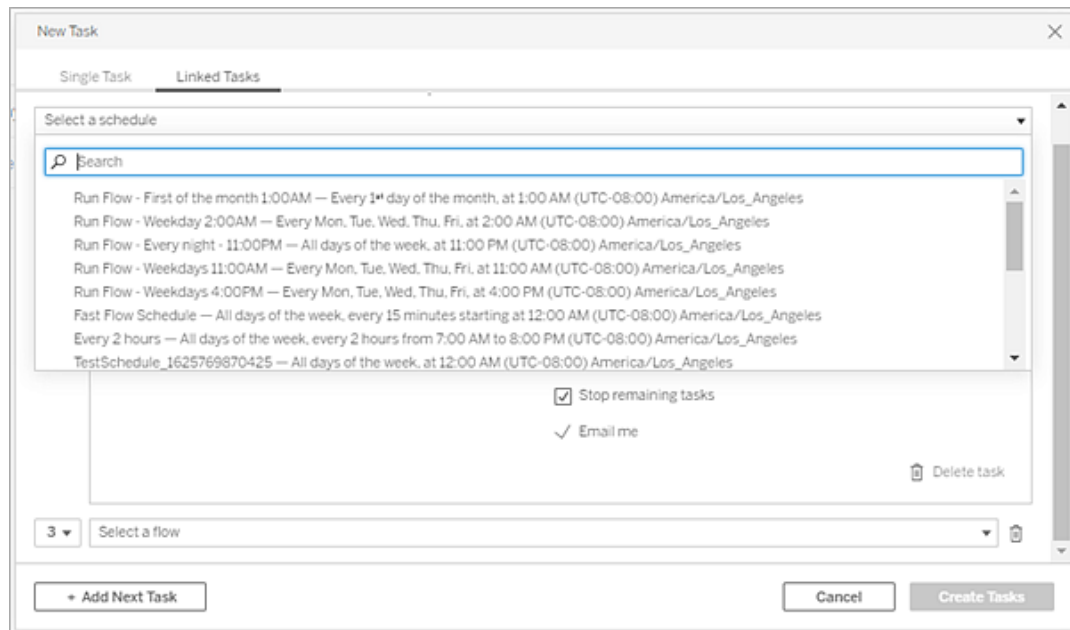 New Task
Single Task Linked Tasks
Select a schedule
Search
Run Flow - First of the month 1:00AM — Every 1st day of the month, at 1:00 AM (UTC-08:00) America/Los_Angeles
Run Flow - Weekday 2:00AM — Every Mon, Tue, Wed, Thu, Fri, at 2:00 AM (UTC-08:00) America/Los_Angeles
Run Flow - Every night - 11:00PM — All days of the week, at 11:00 PM (UTC-08:00) America/Los_Angeles
Run Flow - Weekdays 11:00AM — Every Mon, Tue, Wed, Thu, Fri, at 11:00 AM (UTC-08:00) America/Los_Angeles
Run Flow - Weekdays 4:00PM — Every Mon, Tue, Wed, Thu, Fri, at 4:00 PM (UTC-08:00) America/Los_Angeles
Fast Flow Schedule — All days of the week, every 15 minutes starting at 12:00 AM (UTC-08:00) America/Los_Angeles
Every 2 hours — All days of the week, every 2 hours from 7:00 AM to 8:00 PM (UTC-08:00) America/Los_Angeles
TestSchedule_1625769870425 — All days of the week, at 12:00 AM (UTC-08:00) America/Los_Angeles
Stop remaining tasks
Email me
Delete task
3 Select a flow
+ Add Next Task Cancel Create Tasks